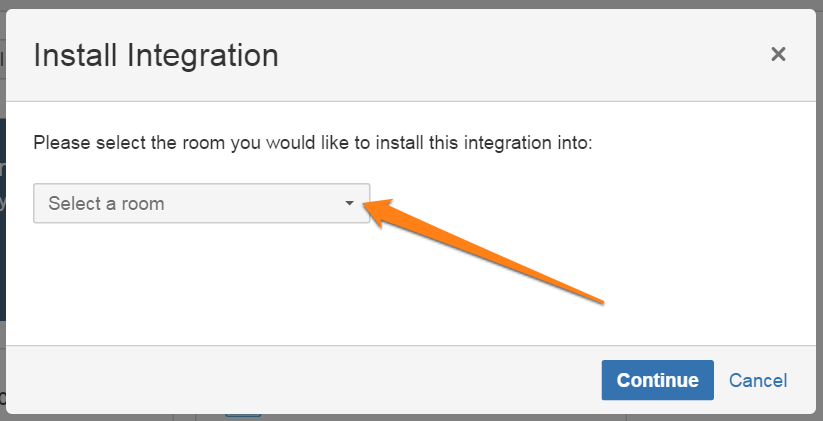 Install Integration
Please select the room you would like to install this integration into:
Select a room
Continue Cancel